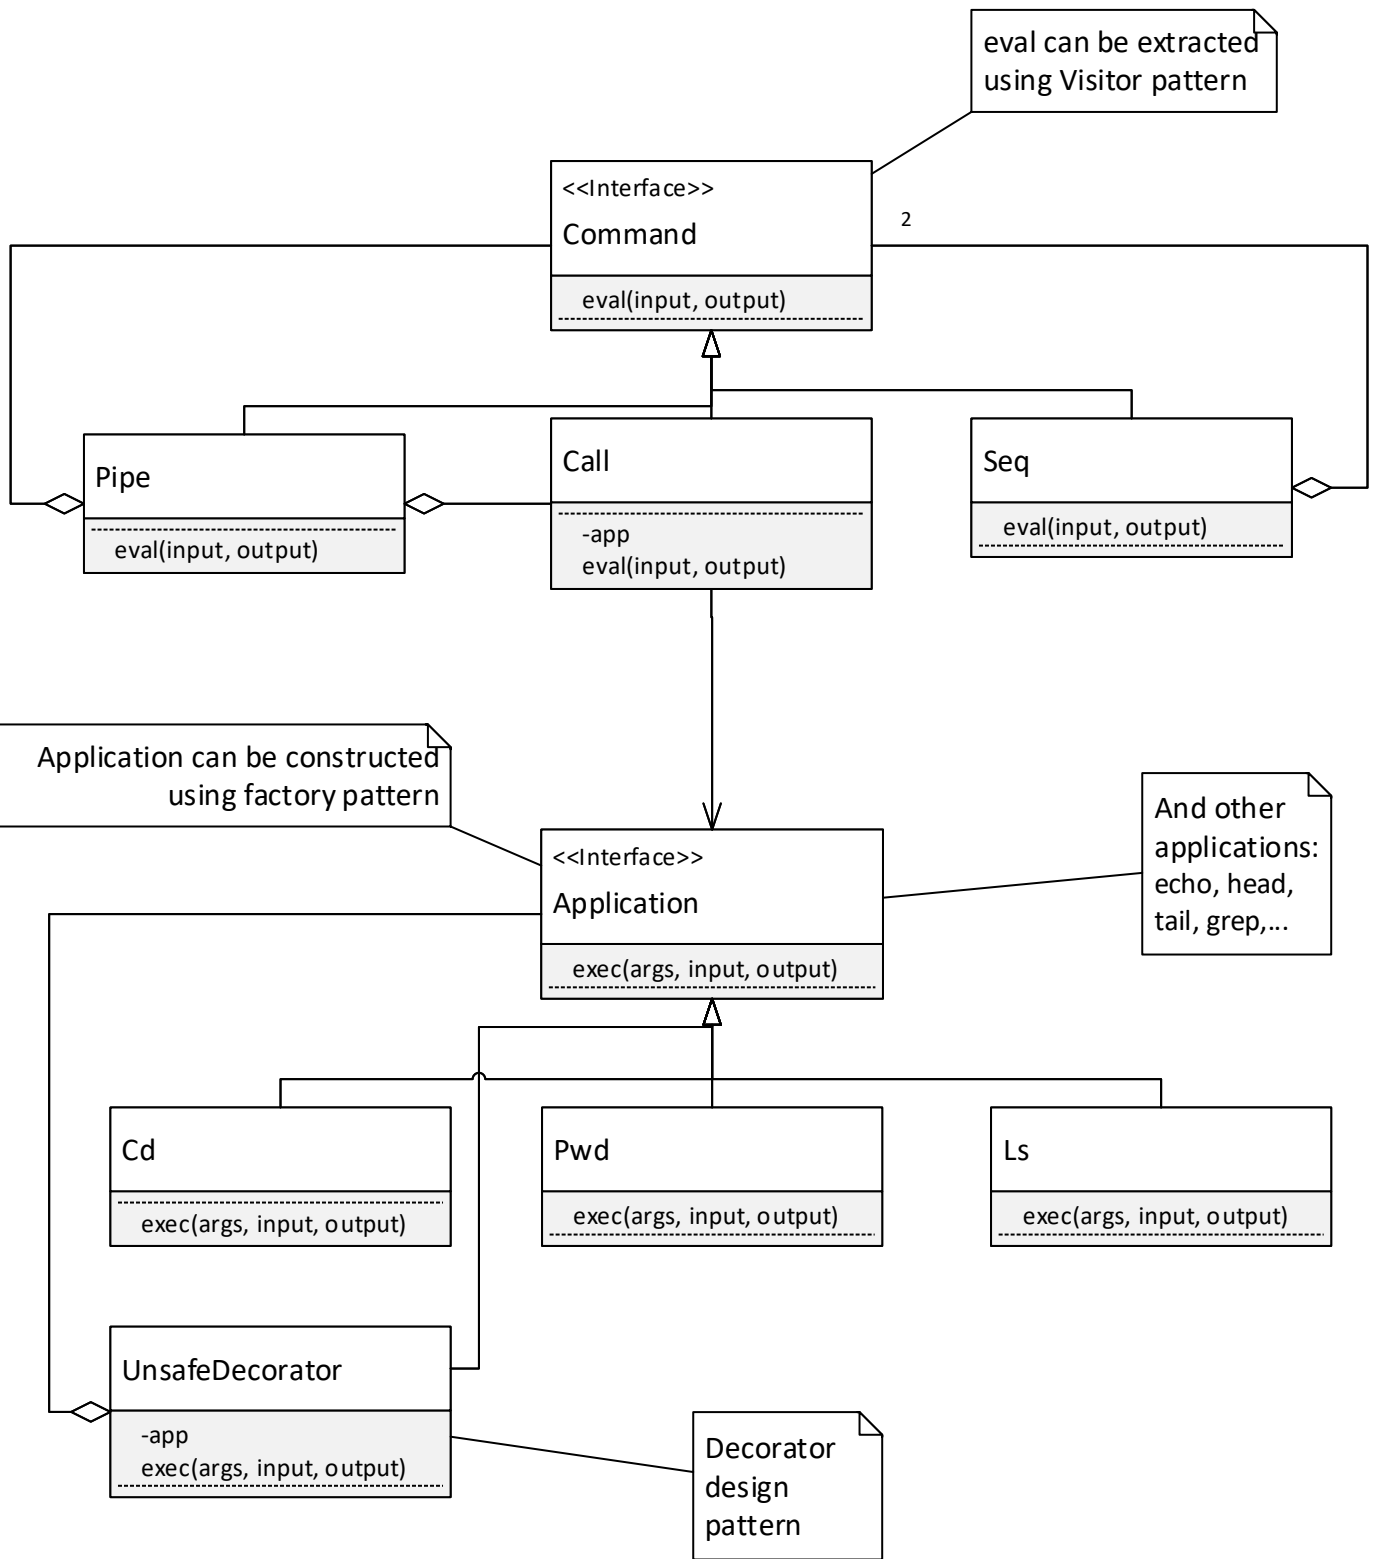 eval can be extracted
using Visitor pattern
<<Interface>>
Command
2
eval(input, output)
Pipe
eval(input, output)
Call
-app
eval(input, output)
Seq
eval(input, output)
Application can be constructed
using factory pattern
And other
applications:
echo, head,
tail, grep,...
<<Interface>>
Application
exec(args, input, output)
Cd
exec(args, input, output)
Pwd
exec(args, input, output)
Ls
exec(args, input, output)
UnsafeDecorator
-app
exec(args, input, output)
Decorator
design
pattern